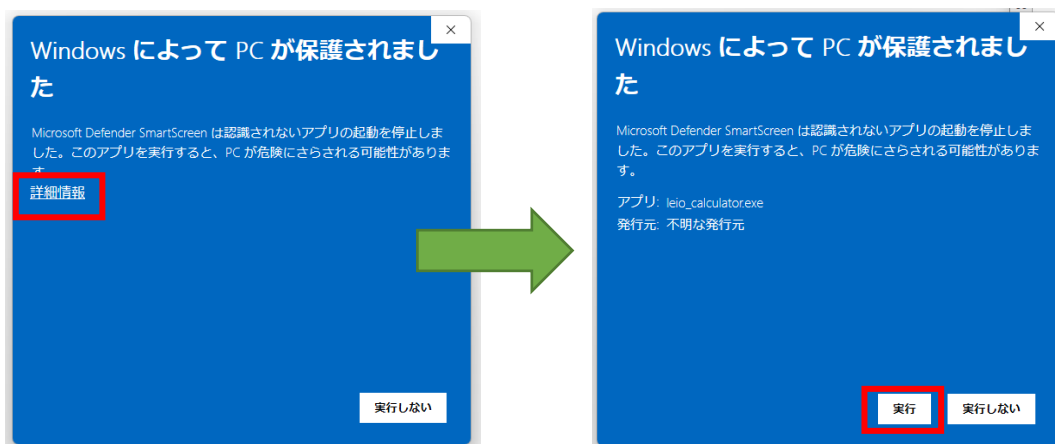 Windows によって PC が保護されまし
た
Microsoft Defender SmartScreen は認識されないアプリの起動を停止しま
した。このアプリを実行すると、PC が危険にさらされる可能性がありま
す。
詳細情報
実行しない
Windows によって PC が保護されまし
た
Microsoft Defender SmartScreen は認識されないアプリの起動を停止しま
した。このアプリを実行すると、PC が危険にさらされる可能性がありま
す。
アプリ: leio_calculator.exe
発行元: 不明な発行元
実行
実行しない